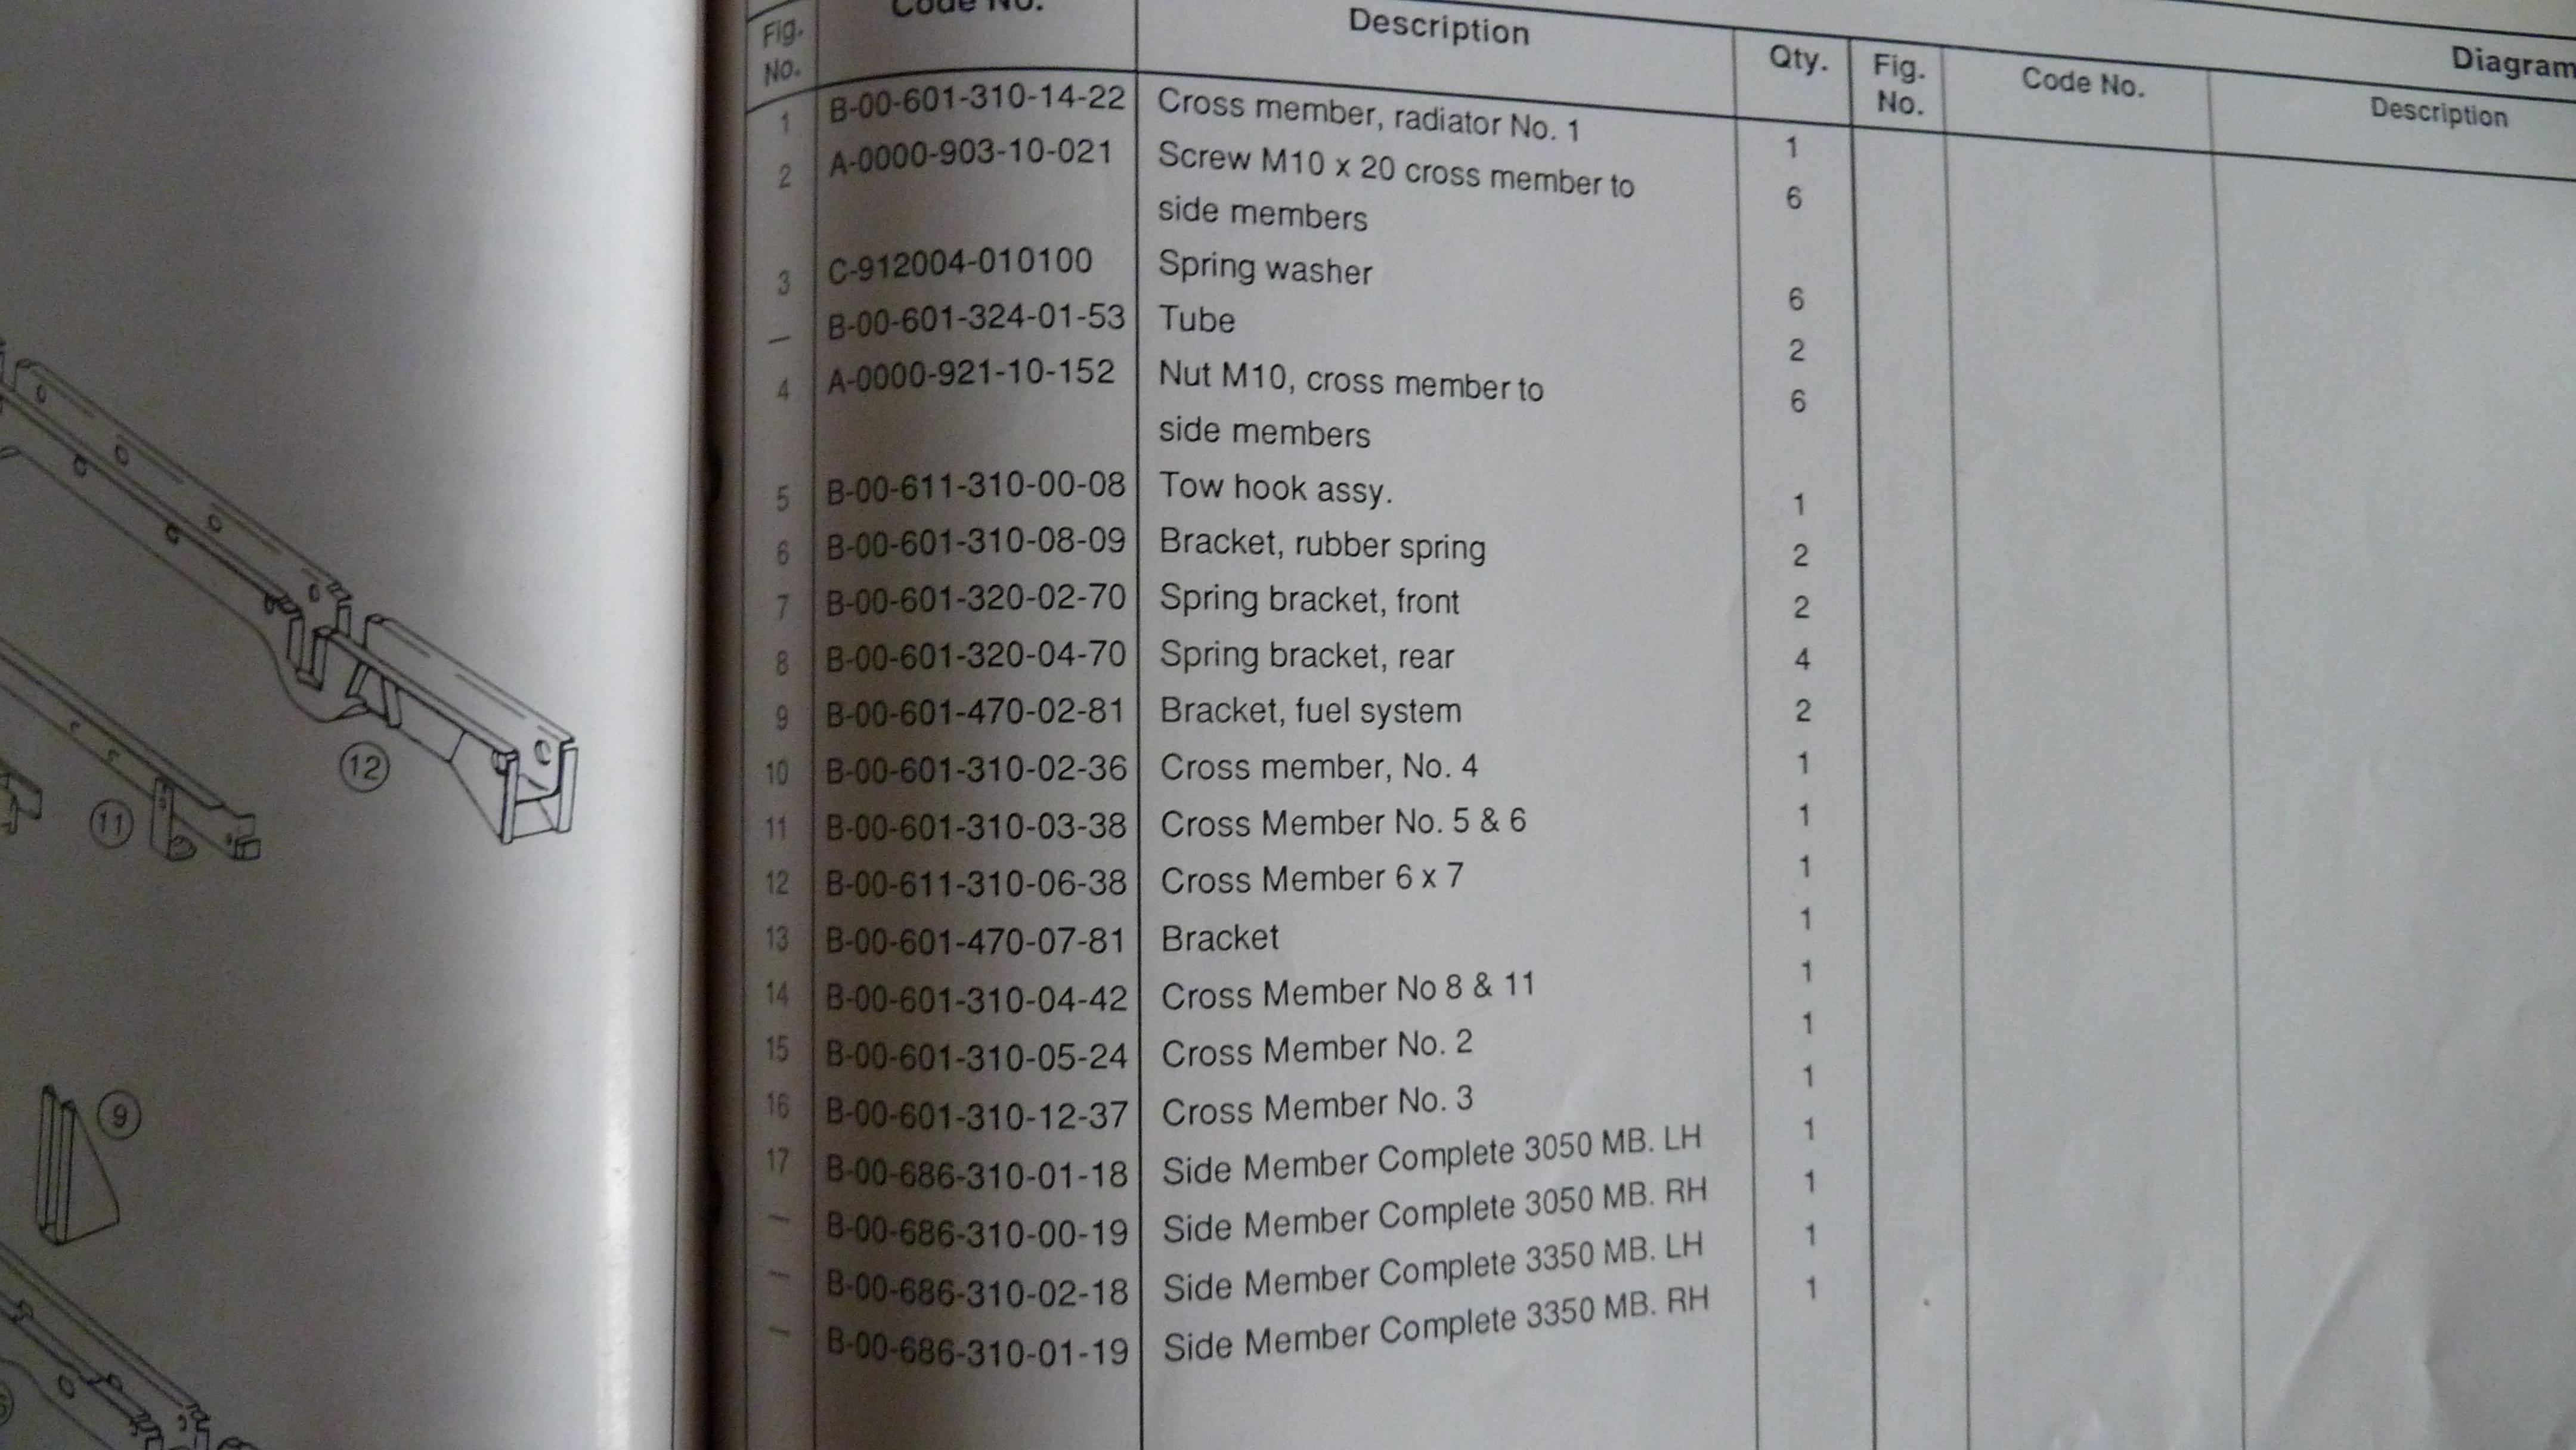 Fig. No.
Code No.
Description
Qty.
Fig. No.
Code No.
Diagram
Description
1 B-00-601-310-14-22 Cross member, radiator No. 1 1
2 A-0000-903-10-021 Screw M10 x 20 cross member to 6
side members
3 C-912004-010100 Spring washer 6
— B-00-601-324-01-53 Tube 2
4 A-0000-921-10-152 Nut M10, cross member to 6
side members
5 B-00-611-310-00-08 Tow hook assy. 1
6 B-00-601-310-08-09 Bracket, rubber spring 2
7 B-00-601-320-02-70 Spring bracket, front 2
8 B-00-601-320-04-70 Spring bracket, rear 4
9 B-00-601-470-02-81 Bracket, fuel system 2
10 B-00-601-310-02-36 Cross member, No. 4 1
11 B-00-601-310-03-38 Cross Member No. 5 & 6 1
12 B-00-611-310-06-38 Cross Member 6 x 7 1
13 B-00-601-470-07-81 Bracket 1
14 B-00-601-310-04-42 Cross Member No 8 & 11 1
15 B-00-601-310-05-24 Cross Member No. 2 1
16 B-00-601-310-12-37 Cross Member No. 3 1
17 B-00-686-310-01-18 Side Member Complete 3050 MB. LH 1
— B-00-686-310-00-19 Side Member Complete 3050 MB. RH 1
— B-00-686-310-02-18 Side Member Complete 3350 MB. LH 1
— B-00-686-310-01-19 Side Member Complete 3350 MB. RH 1
12
11
9